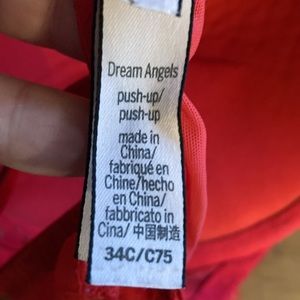 Dream Angels
push-up/
push-up
made in
China/
fabriqué en
Chine/hecho
en China/
fabbricato in
Cina/ 中国制造
34C/C75